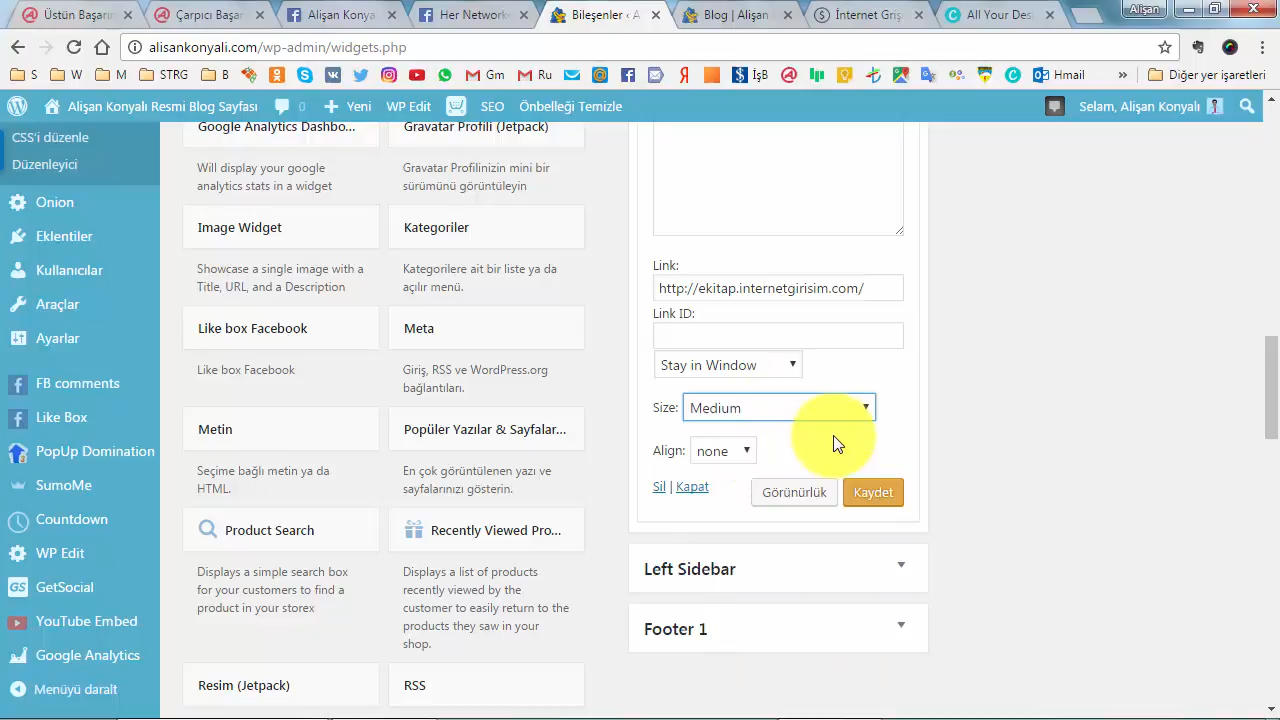 Üstün Başarın
Çarpıcı Başar
Alişan Konya
Her Network
Bileşenler ‹ A
Blog | Alişan
İnternet Giriş
All Your Des
Alişan
alisankonyali.com/wp-admin/widgets.php
S
W
M
STRG
B
Gm
Ru
İşB
Hmail
»
Diğer yer işaretleri
Alişan Konyalı Resmi Blog Sayfası
0
Yeni
WP Edit
SEO
Önbelleği Temizle
Selam, Alişan Konyalı
CSS'i düzenle
Düzenleyici
Onion
Eklentiler
Kullanıcılar
Araçlar
Ayarlar
FB comments
Like Box
PopUp Domination
SumoMe
Countdown
WP Edit
GetSocial
YouTube Embed
Google Analytics
Menüyü daralt
Google Analytics Dashbo...
Will display your google
analytics stats in a widget
Gravatar Profili (Jetpack)
Gravatar Profilinizin mini bir
sürümünü görüntüleyin
Image Widget
Showcase a single image with a
Title, URL, and a Description
Kategoriler
Kategorilere ait bir liste ya da
açılır menü.
Like box Facebook
Like box Facebook
Meta
Giriş, RSS ve WordPress.org
bağlantıları.
Metin
Seçime bağlı metin ya da
HTML.
Popüler Yazılar & Sayfalar...
En çok görüntülenen yazı ve
sayfalarınızı gösterin.
Product Search
Displays a simple search box
for your customers to find a
product in your storex
Recently Viewed Pro...
Displays a list of products
recently viewed by the
customer to easily return to the
products they saw in your
shop.
Resim (Jetpack)
RSS
Link:
http://ekitap.internetgirisim.com/
Link ID:
Stay in Window
Size: Medium
Align: none
Sil | Kapat
Görünürlük
Kaydet
Left Sidebar
Footer 1